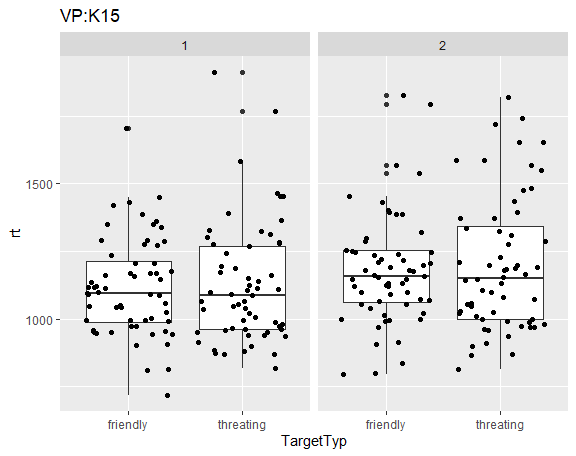 VP:K15
1
2
1500
1000
rt
friendly
threating
friendly
threating
TargetTyp